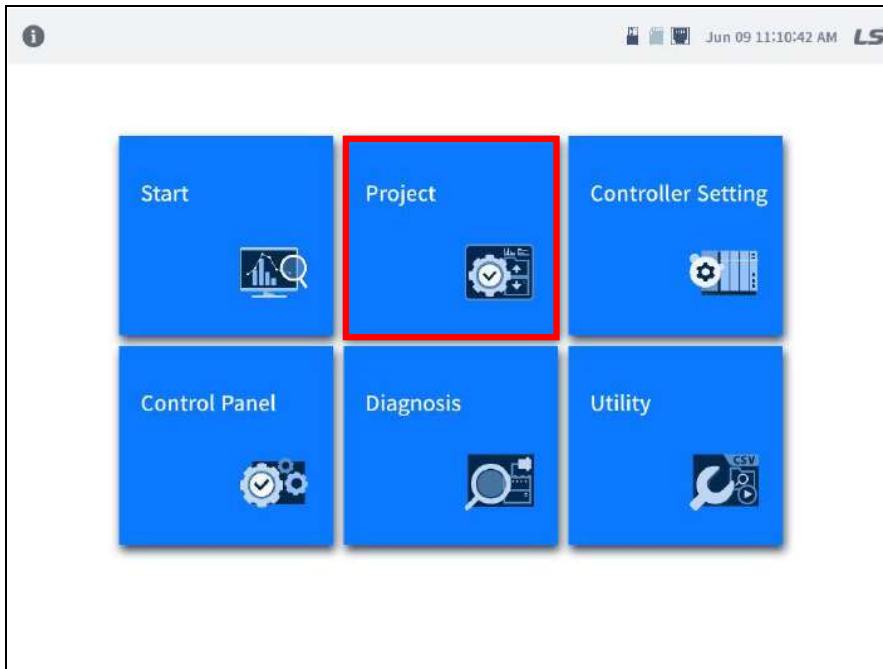 Jun 09 11:10:42 AM LS
Start
Project
Controller Setting
Control Panel
Diagnosis
Utility
CSV